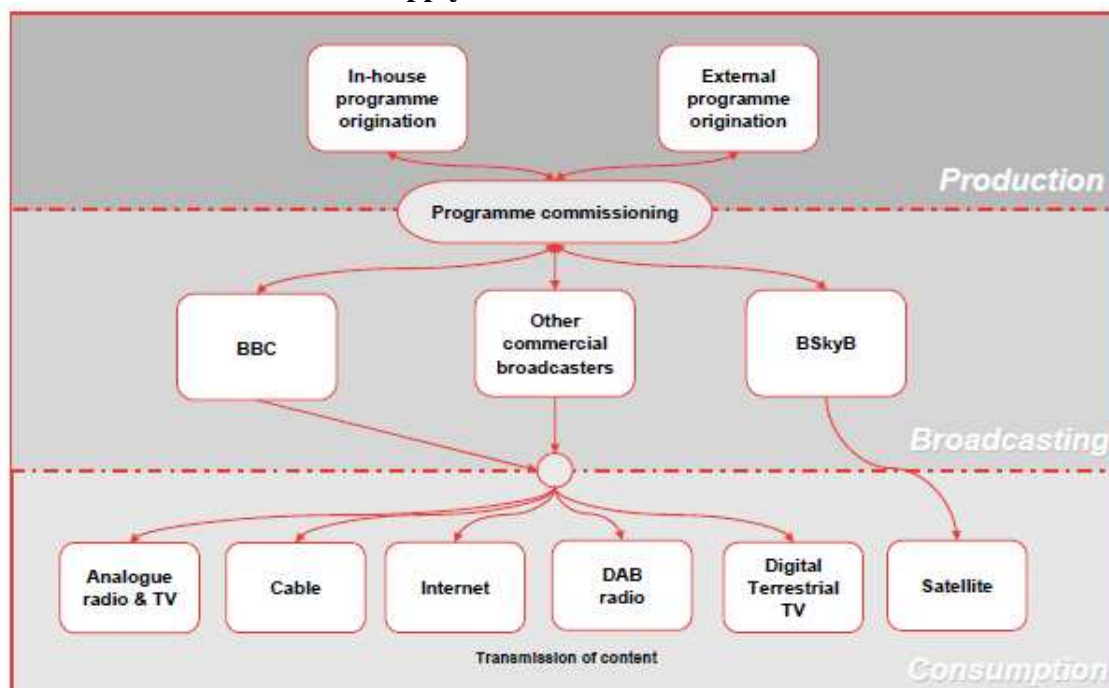 pply
In-house
programme
origination
External
programme
origination
Production
Programme commissioning
BBC
Other
commercial
broadcasters
BSkyB
Broadcasting
Analogue
radio & TV
Cable
Internet
DAB
radio
Digital
Terrestrial
TV
Satellite
Transmission of content
Consumption